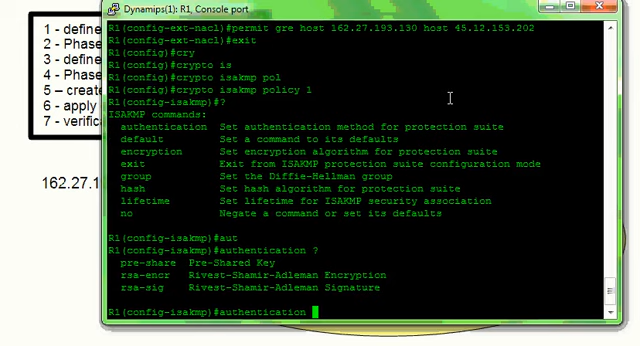 Dynamips(1): R1, Console port
1 - define
2 - Phase
3 - define
4 - Phase
5 – create
6 - apply
7 - verifica
162.27.1
R1(config-ext-nacl)#permit gre host 162.27.193.130 host 45.12.153.202
R1(config-ext-nacl)#exit
R1(config)#cry
R1(config)#crypto is
R1(config)#crypto isakmp pol
R1(config)#crypto isakmp policy 1
R1(config-isakmp)#?
ISAKMP commands:
authentication  Set authentication method for protection suite
default  Set a command to its defaults
encryption  Set encryption algorithm for protection suite
exit  Exit from ISAKMP protection suite configuration mode
group  Set the Diffie-Hellman group
hash  Set hash algorithm for protection suite
lifetime  Set lifetime for ISAKMP security association
no  Negate a command or set its defaults
R1(config-isakmp)#aut
R1(config-isakmp)#authentication ?
pre-share  Pre-Shared Key
rsa-encr  Rivest-Shamir-Adleman Encryption
rsa-sig  Rivest-Shamir-Adleman Signature
R1(config-isakmp)#authentication